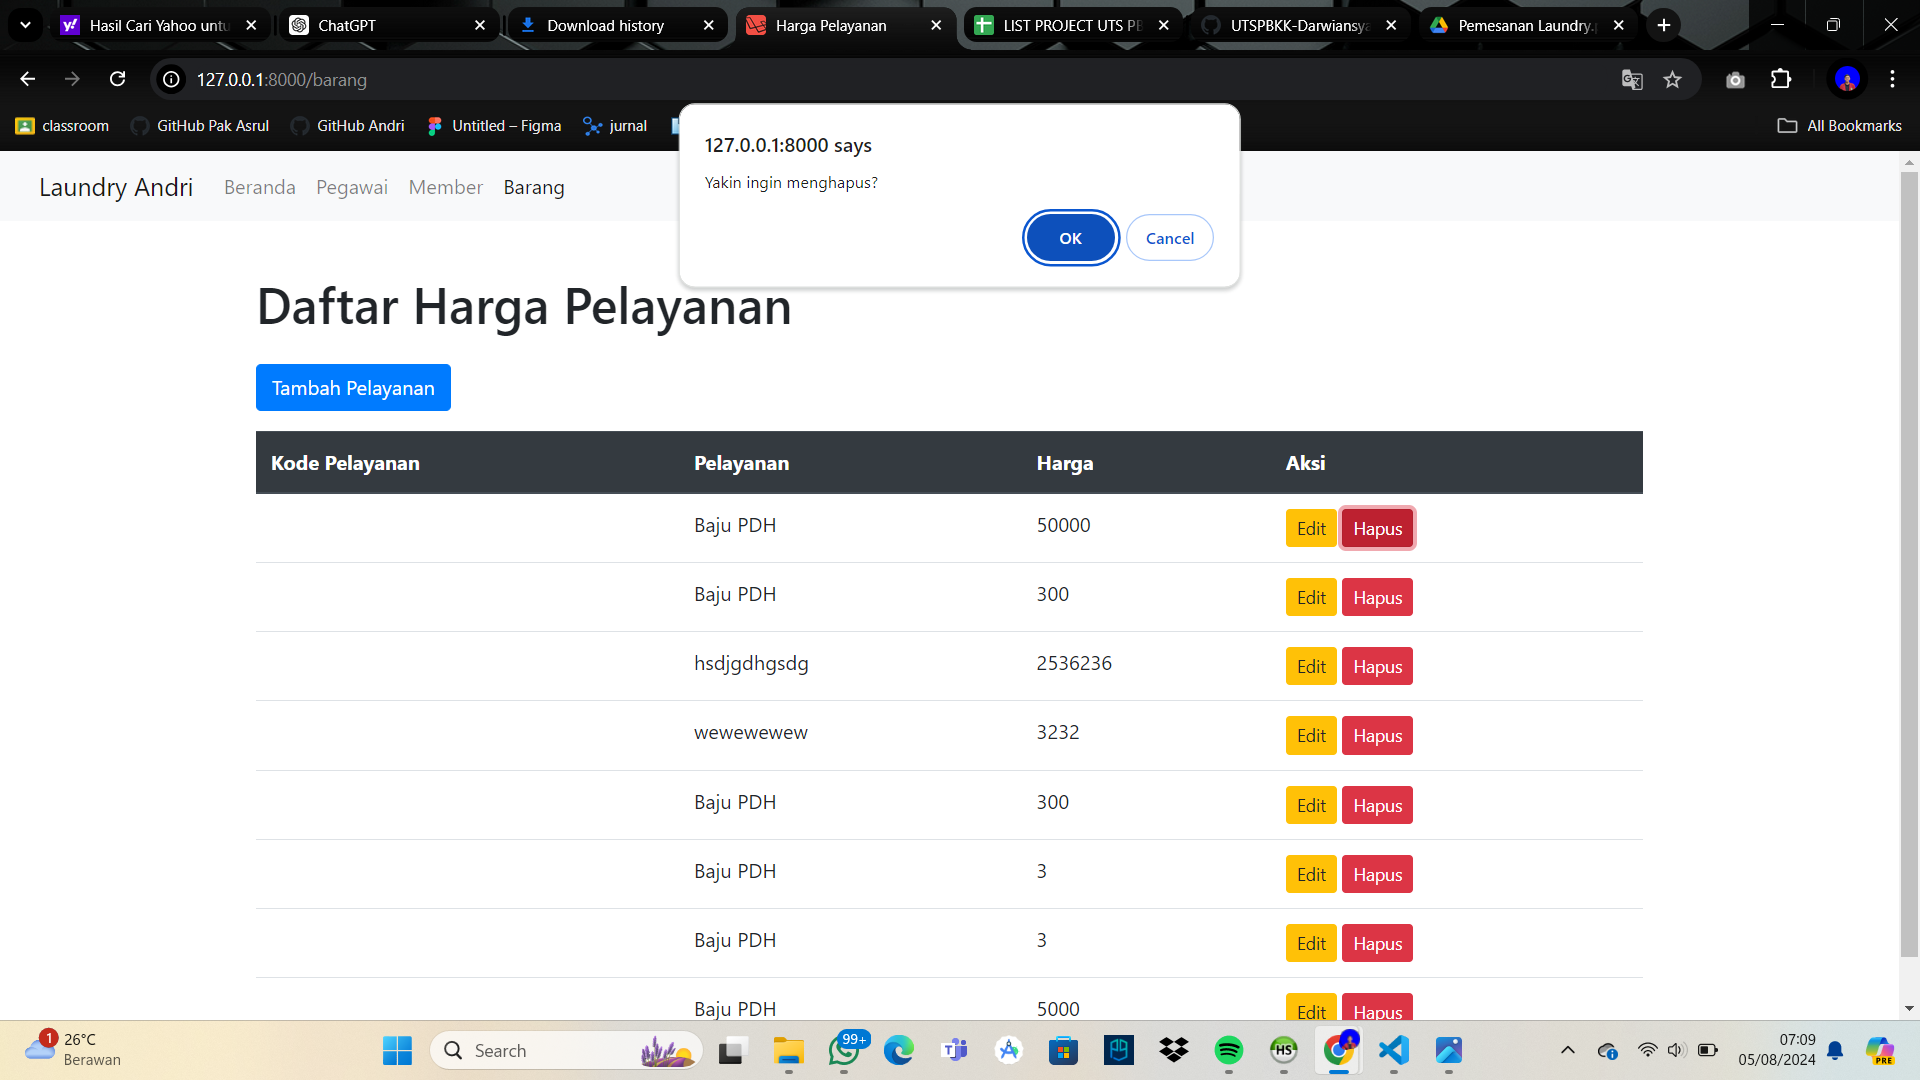 Hasil Cari Yahoo untu
ChatGPT
Download history
Harga Pelayanan
LIST PROJECT UTS PB
UTSPBKK-Darwiansya
Pemesanan Laundry.
127.0.0.1:8000/barang
classroom
GitHub Pak Asrul
GitHub Andri
Untitled – Figma
jurnal
All Bookmarks
127.0.0.1:8000 says
Yakin ingin menghapus?
OK
Cancel
Laundry Andri
Beranda
Pegawai
Member
Barang
Daftar Harga Pelayanan
Tambah Pelayanan
Kode Pelayanan Pelayanan Harga Aksi
Baju PDH 50000 Edit Hapus
Baju PDH 300 Edit Hapus
hsdjgdhgsdg 2536236 Edit Hapus
wewewewew 3232 Edit Hapus
Baju PDH 300 Edit Hapus
Baju PDH 3 Edit Hapus
Baju PDH 3 Edit Hapus
Baju PDH 5000 Edit Hapus
1
26°C
Berawan
Search
99+
HS
PRE
07:09
05/08/2024